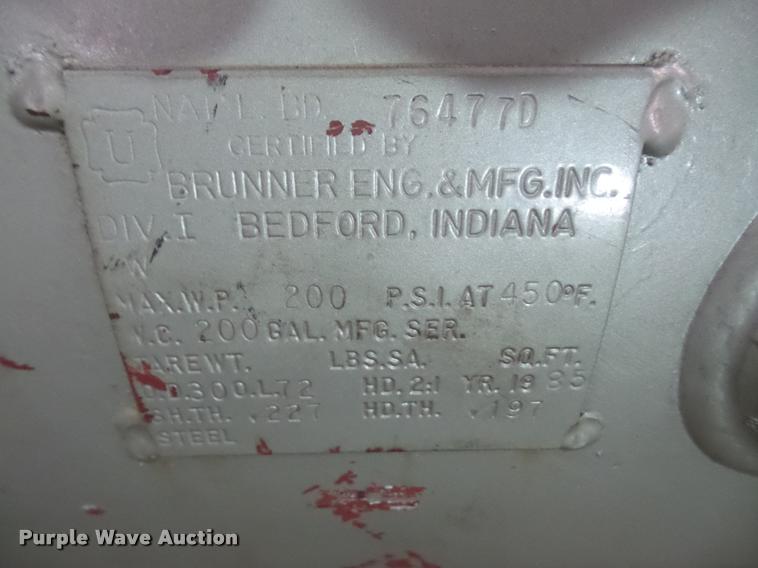 NAT'L. BD. 76477D
U
CERTIFIED BY
BRUNNER ENG. & MFG. INC.
DIV. I BEDFORD, INDIANA
W
MAX. W.P. 200 P.S.I. AT 450°F.
W.C. 200 GAL. MFG. SER.
TARE WT. LBS. SA. SQ. FT.
O.D. 30 O.L. 72 HD. 2:1 YR. 19 85
SH. TH. .227 HD. TH. .197
STEEL
Purple Wave Auction